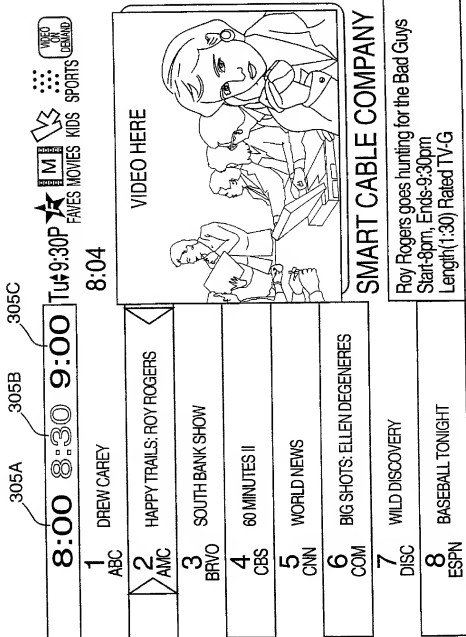 305A
305B
305C
8:00 8:30 9:00 Tu 9:30P
FAVES MOVIES KIDS SPORTS
M
VIDEO
ON
DEMAND
8:04
1
ABC
DREW CAREY
2
AMC
HAPPY TRAILS: ROY ROGERS
3
BRVO
SOUTH BANK SHOW
4
CBS
60 MINUTES II
5
CNN
WORLD NEWS
6
COM
BIG SHOTS: ELLEN DEGENERES
7
DISC
WILD DISCOVERY
8
ESPN
BASEBALL TONIGHT
VIDEO HERE
SMART CABLE COMPANY
Roy Rogers goes hunting for the Bad Guys
Start-8pm, Ends-9:30pm
Length(1:30) Rated TV-G